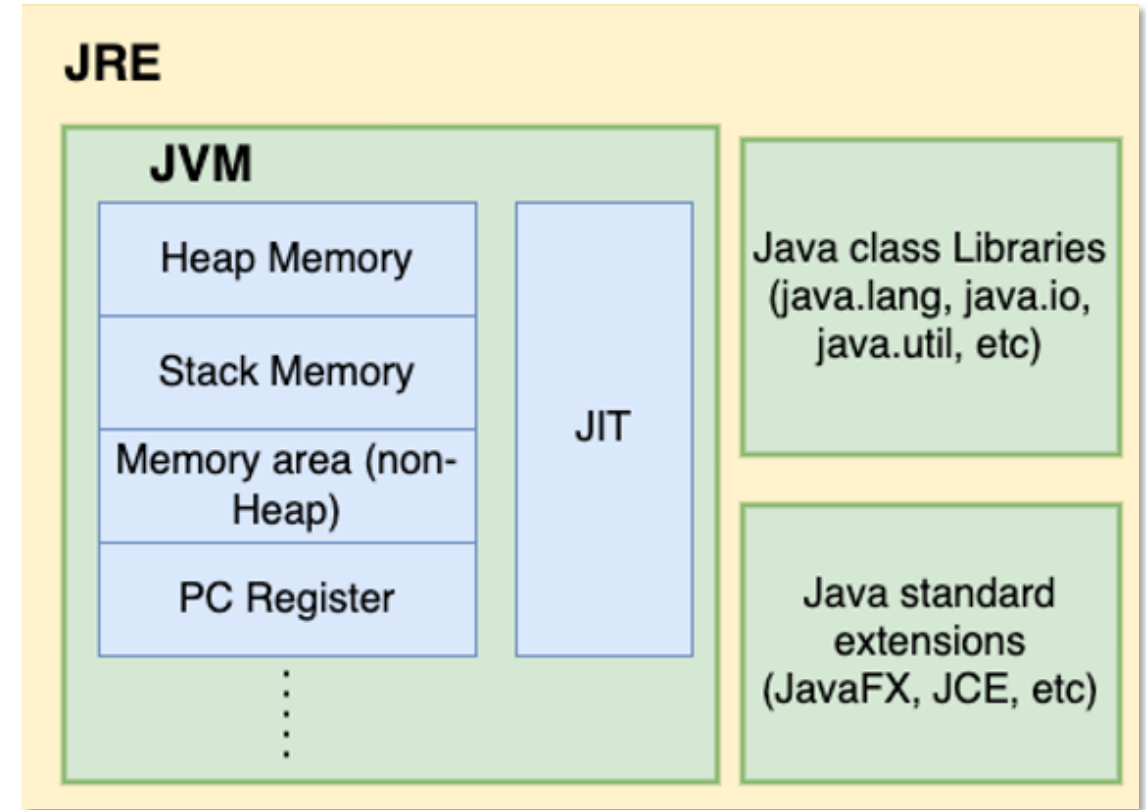 JRE
JVM
Heap Memory
Stack Memory
Memory area (non-
Heap)
PC Register
JIT
Java class Libraries
(java.lang, java.io,
java.util, etc)
Java standard
extensions
(JavaFX, JCE, etc)